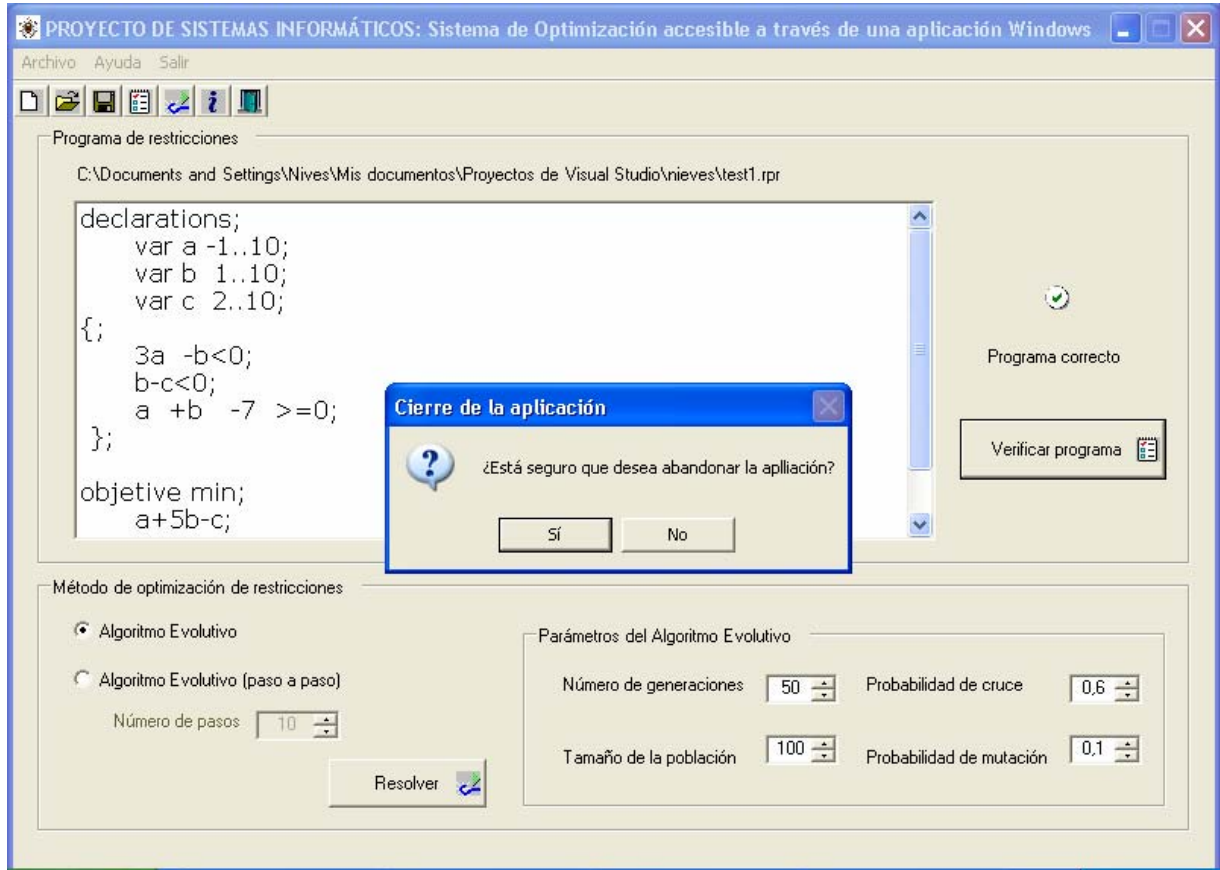 PROYECTO DE SISTEMAS INFORMÁTICOS: Sistema de Optimización accesible a través de una aplicación Windows
Archivo Ayuda Salir
Programa de restricciones
C:\Documents and Settings\Nives\Mis documentos\Proyectos de Visual Studio\nieves\test1.rpr
declarations;
var a -1..10;
var b 1..10;
var c 2..10;
{;
3a -b<0;
b-c<0;
a +b -7 >=0;
};
objetive min;
a+5b-c;
Programa correcto
Verificar programa
Cierre de la aplicación
¿Está seguro que desea abandonar la aplliación?
Sí No
Método de optimización de restricciones
Algoritmo Evolutivo
Algoritmo Evolutivo (paso a paso)
Número de pasos 10
Resolver
Parámetros del Algoritmo Evolutivo
Número de generaciones 50 Probabilidad de cruce 0,6
Tamaño de la población 100 Probabilidad de mutación 0,1